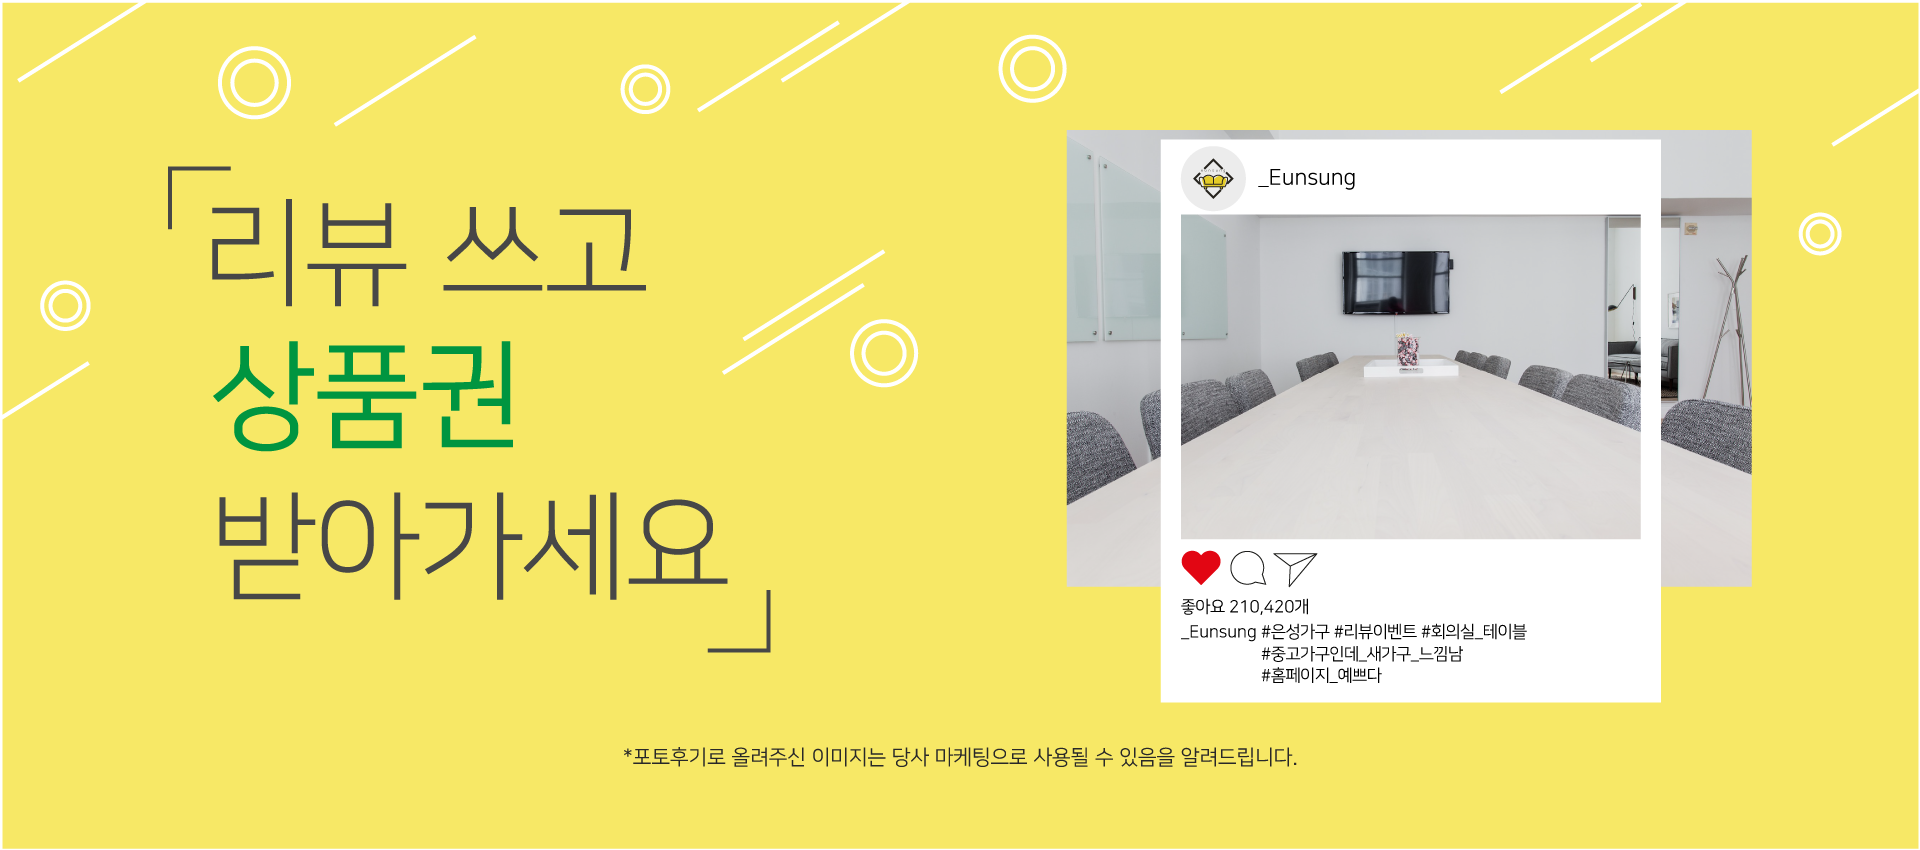 리뷰 쓰고
상품권
받아가세요
_Eunsung
좋아요 210,420개
_Eunsung #은성가구 #리뷰이벤트 #회의실_테이블
#중고가구인데_새가구_느낌남
#홈페이지_예쁘다
*포토후기로 올려주신 이미지는 당사 마케팅으로 사용될 수 있음을 알려드립니다.